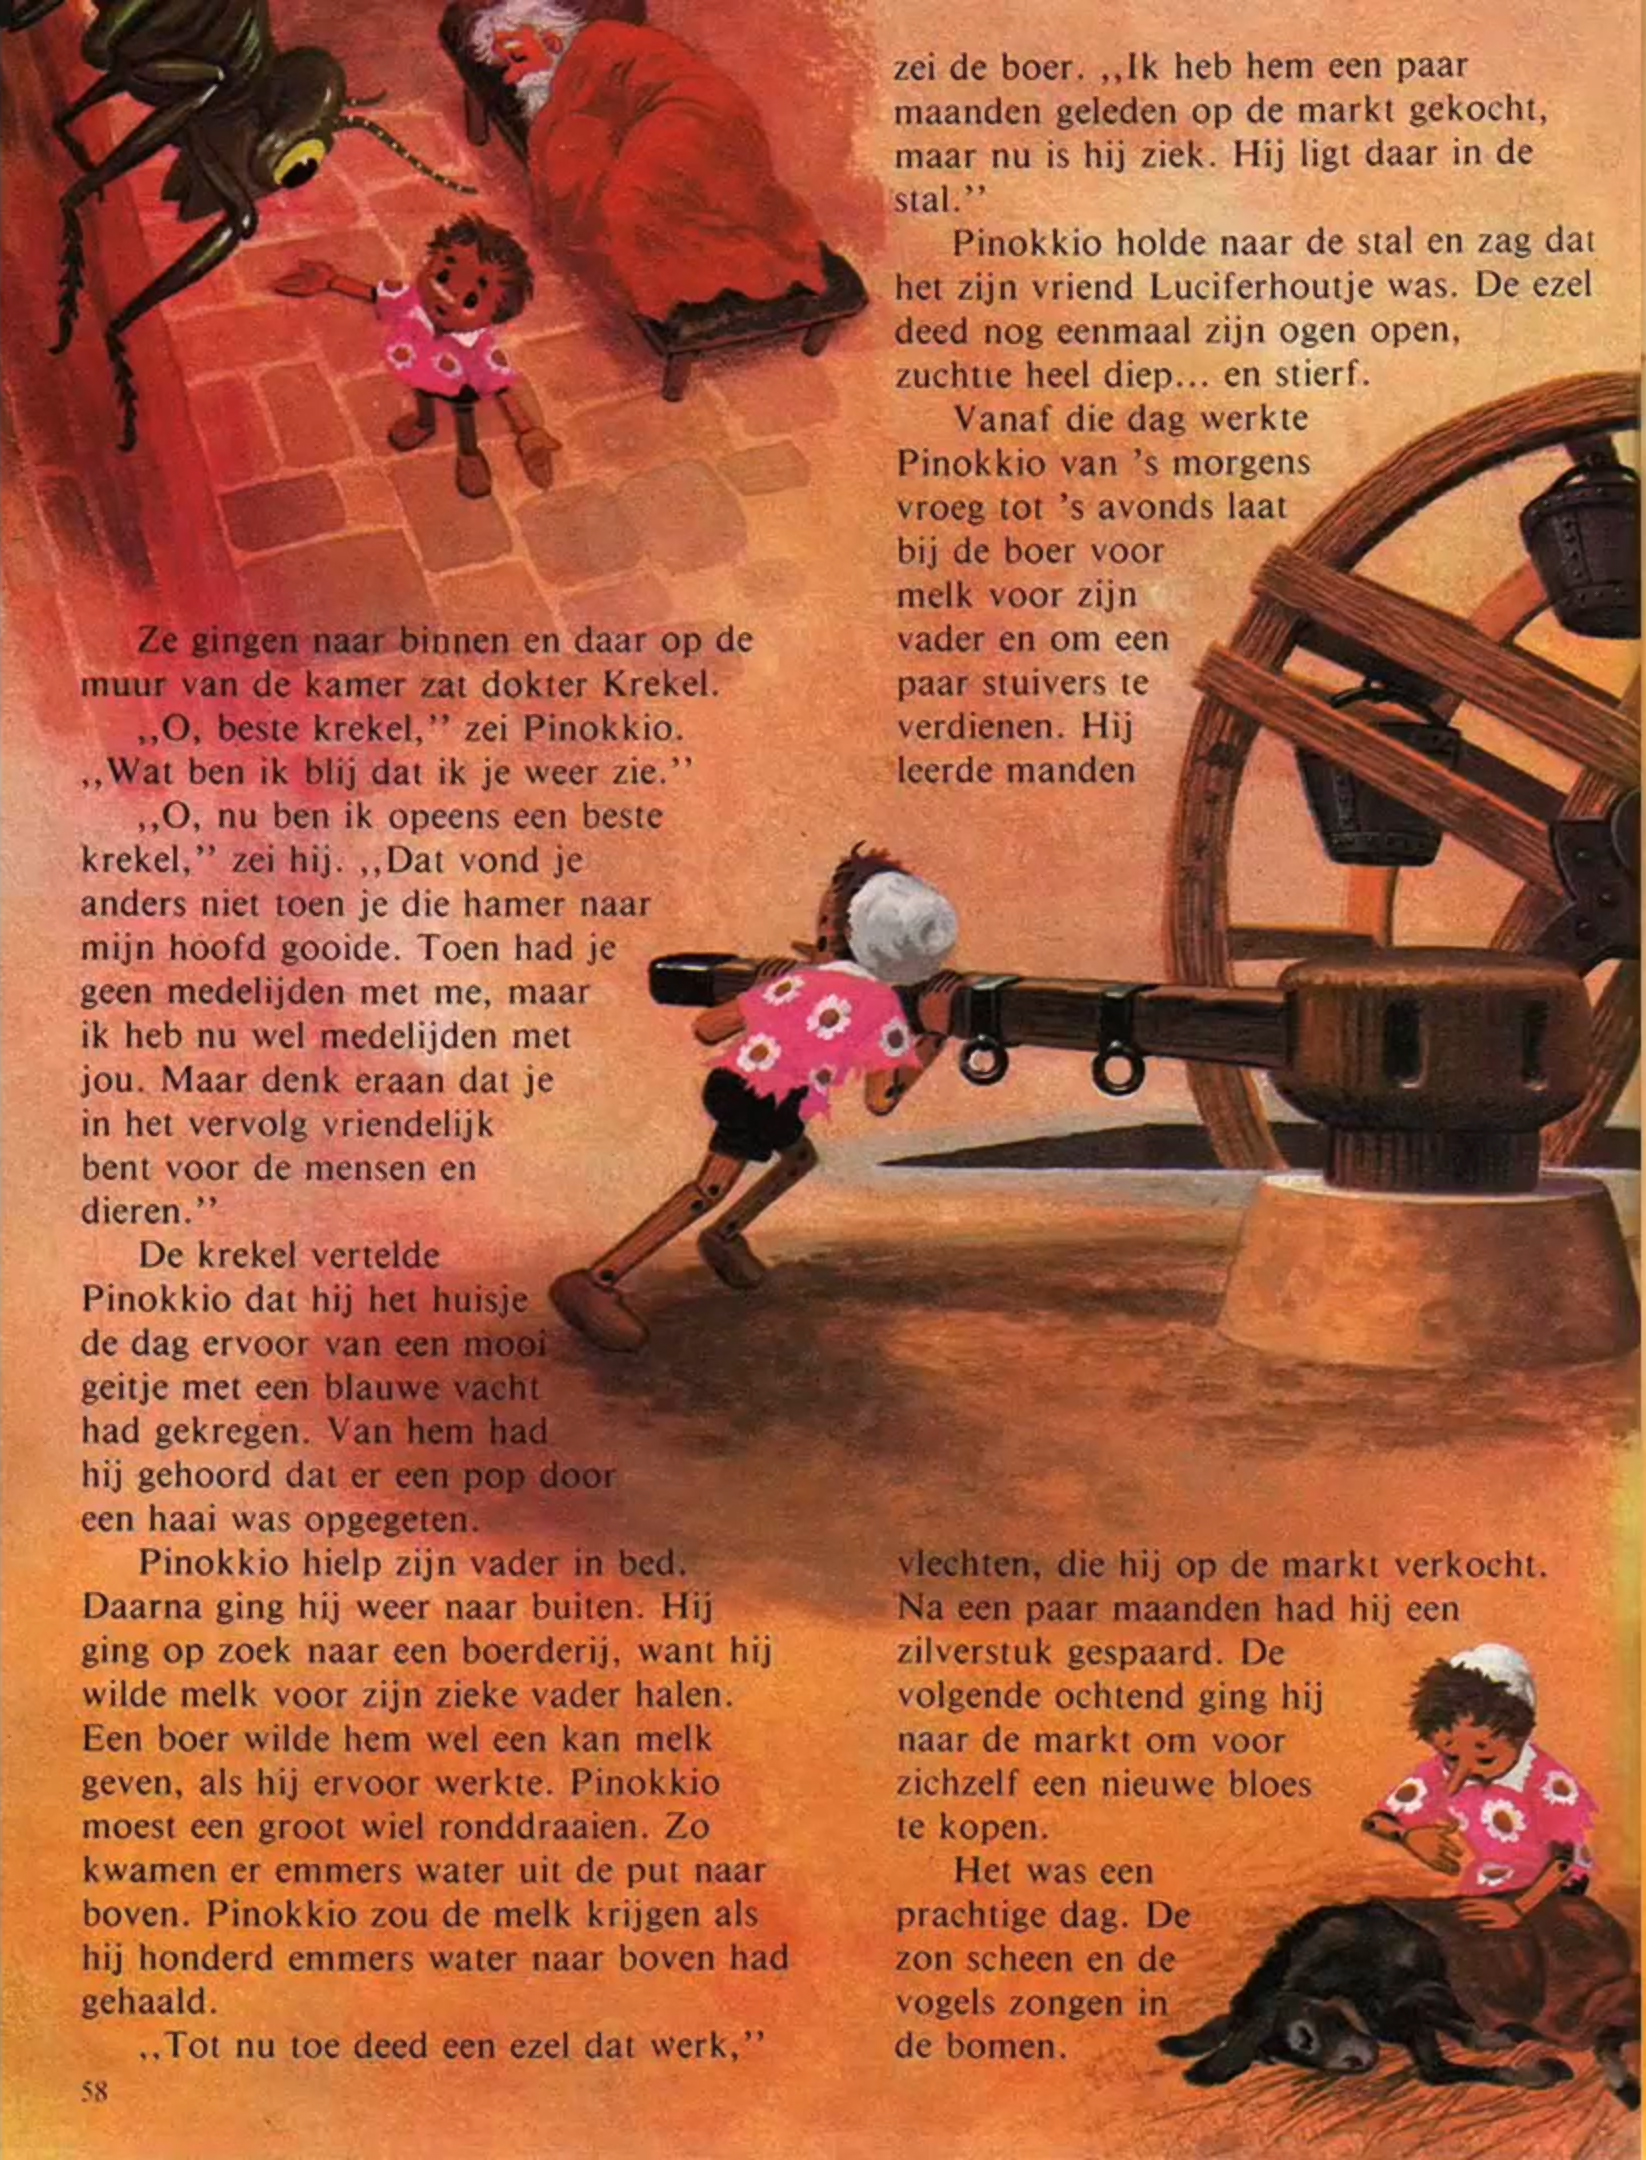 Ze gingen naar binnen en daar op de
muur van de kamer zat dokter Krekel.
,,O, beste krekel,’’ zei Pinokkio.
,,Wat ben ik blij dat ik je weer zie.’’
,,O, nu ben ik opeens een beste
krekel,’’ zei hij. ,,Dat vond je
anders niet toen je die hamer naar
mijn hoofd gooide. Toen had je
geen medelijden met me, maar
ik heb nu wel medelijden met
jou. Maar denk eraan dat je
in het vervolg vriendelijk
bent voor de mensen en
dieren.’’
De krekel vertelde
Pinokkio dat hij het huisje
de dag ervoor van een mooi
geitje met een blauwe vacht
had gekregen. Van hem had
hij gehoord dat er een pop door
een haai was opgegeten.
Pinokkio hielp zijn vader in bed.
Daarna ging hij weer naar buiten. Hij
ging op zoek naar een boerderij, want hij
wilde melk voor zijn zieke vader halen.
Een boer wilde hem wel een kan melk
geven, als hij ervoor werkte. Pinokkio
moest een groot wiel ronddraaien. Zo
kwamen er emmers water uit de put naar
boven. Pinokkio zou de melk krijgen als
hij honderd emmers water naar boven had
gehaald.
,,Tot nu toe deed een ezel dat werk,’’
58
zei de boer. ,,Ik heb hem een paar
maanden geleden op de markt gekocht,
maar nu is hij ziek. Hij ligt daar in de
stal.’’
Pinokkio holde naar de stal en zag dat
het zijn vriend Luciferhoutje was. De ezel
deed nog eenmaal zijn ogen open,
zuchtte heel diep... en stierf.
Vanaf die dag werkte
Pinokkio van ’s morgens
vroeg tot ’s avonds laat
bij de boer voor
melk voor zijn
vader en om een
paar stuivers te
verdienen. Hij
leerde manden
vlechten, die hij op de markt verkocht.
Na een paar maanden had hij een
zilverstuk gespaard. De
volgende ochtend ging hij
naar de markt om voor
zichzelf een nieuwe bloes
te kopen.
Het was een
prachtige dag. De
zon scheen en de
vogels zongen in
de bomen.